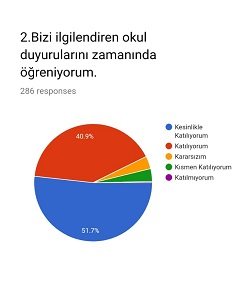 2.Bizi ilgilendiren okul
duyurularını zamanında
öğreniyorum.
286 responses
Kesinlikle
Katılıyorum
Katılıyorum
Kararsızım
Kısmen Katılıyorum
Katılmıyorum
40.9%
51.7%